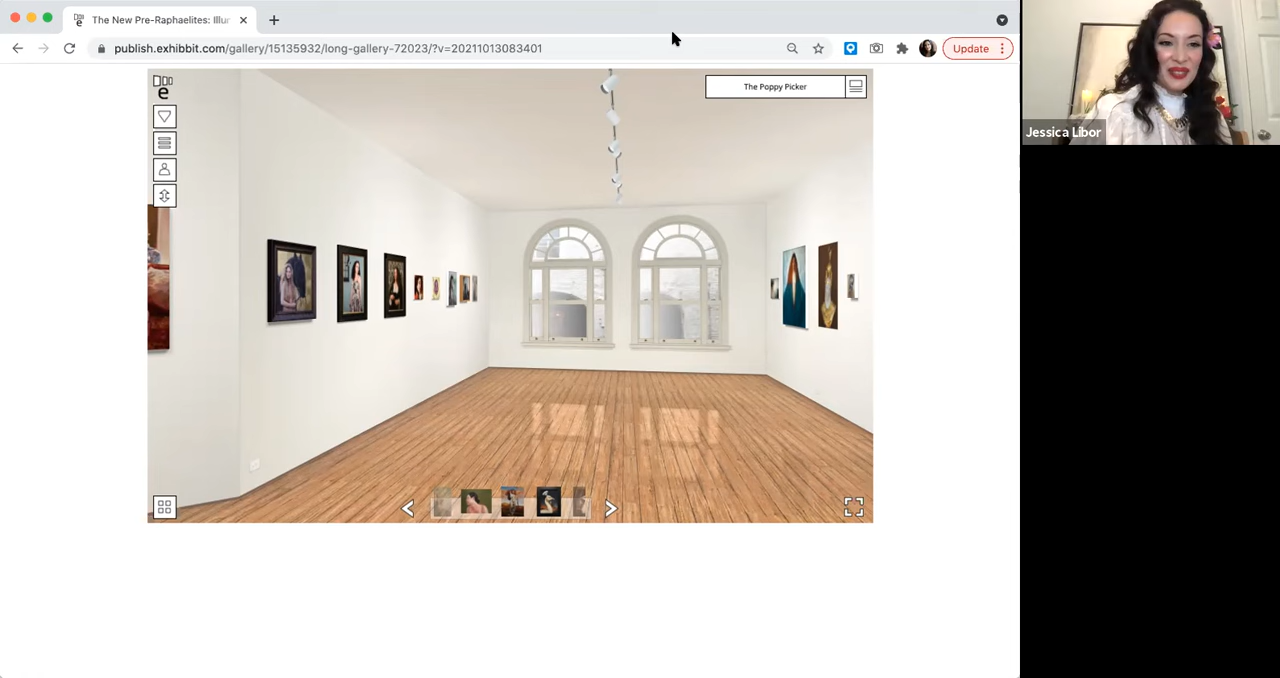 The New Pre-Raphaelites: Illu
publish.exhibbit.com/gallery/15135932/long-gallery-72023/?v=20211013083401
Update
e
The Poppy Picker
Jessica Libor